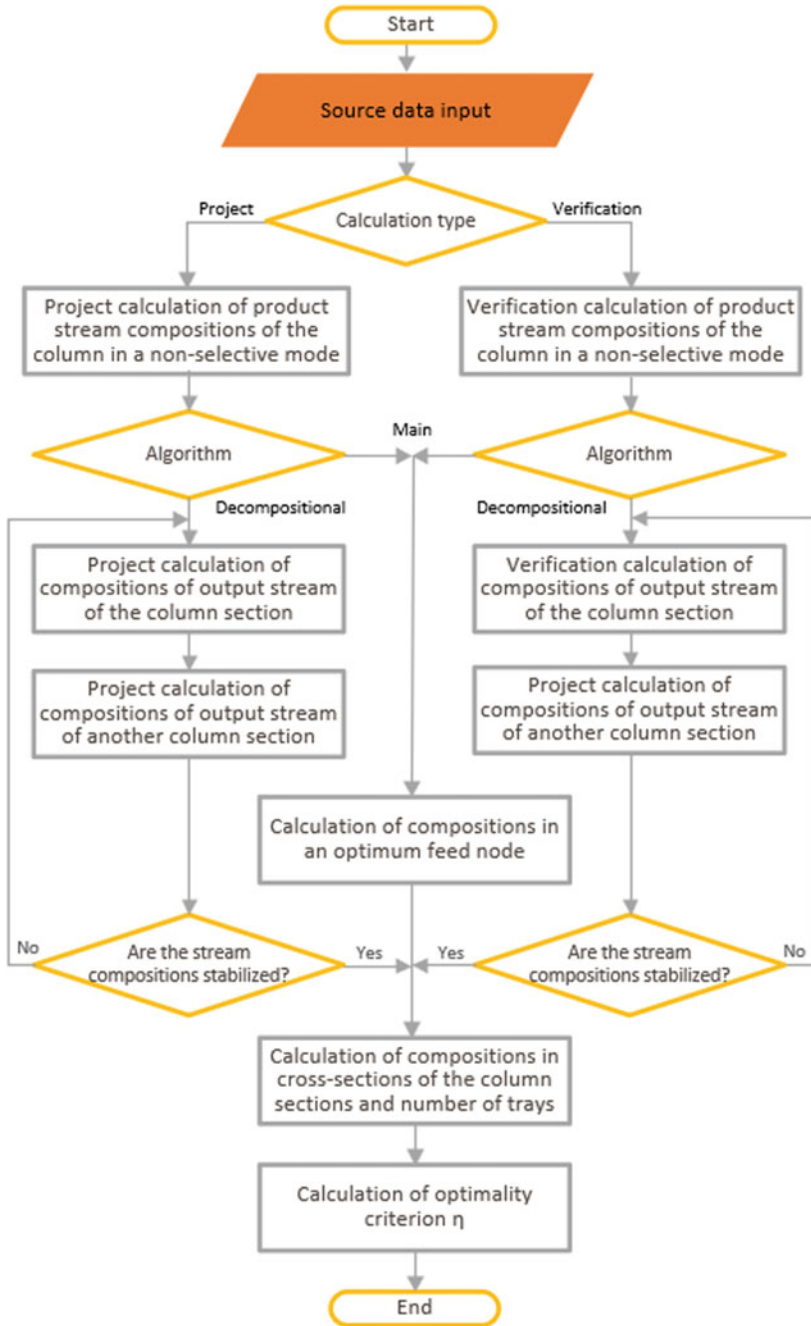 Start
Source data input
Project
Calculation type
Verification
Project calculation of product
stream compositions of the
column in a non-selective mode
Verification calculation of product
stream compositions of the
column in a non-selective mode
Algorithm
Main
Algorithm
Decompositional
Decompositional
Project calculation of
compositions of output stream
of the column section
Verification calculation of
compositions of output stream
of the column section
Project calculation of
compositions of output stream
of another column section
Project calculation of
compositions of output stream
of another column section
Calculation of compositions in
an optimum feed node
No
Are the stream
compositions stabilized?
Yes
Yes
Are the stream
compositions stabilized?
No
Calculation of compositions in
cross-sections of the column
sections and number of trays
Calculation of optimality
criterion η
End